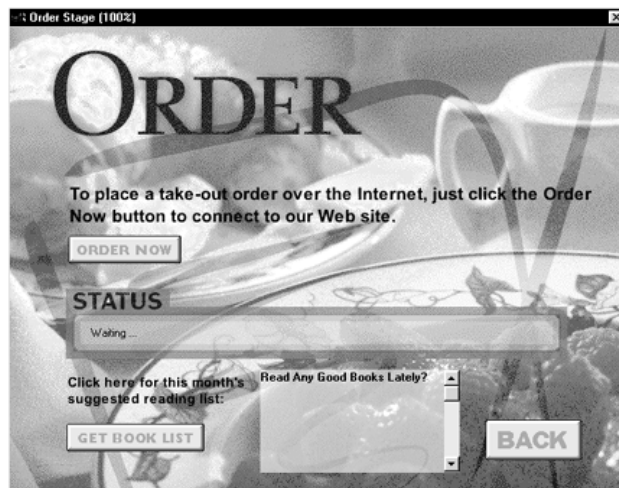 Order Stage (100%)
ORDER
To place a take-out order over the Internet, just click the Order
Now button to connect to our Web site.
ORDER NOW
STATUS
Waiting ...
Click here for this month's
suggested reading list:
Read Any Good Books Lately?
GET BOOK LIST
BACK